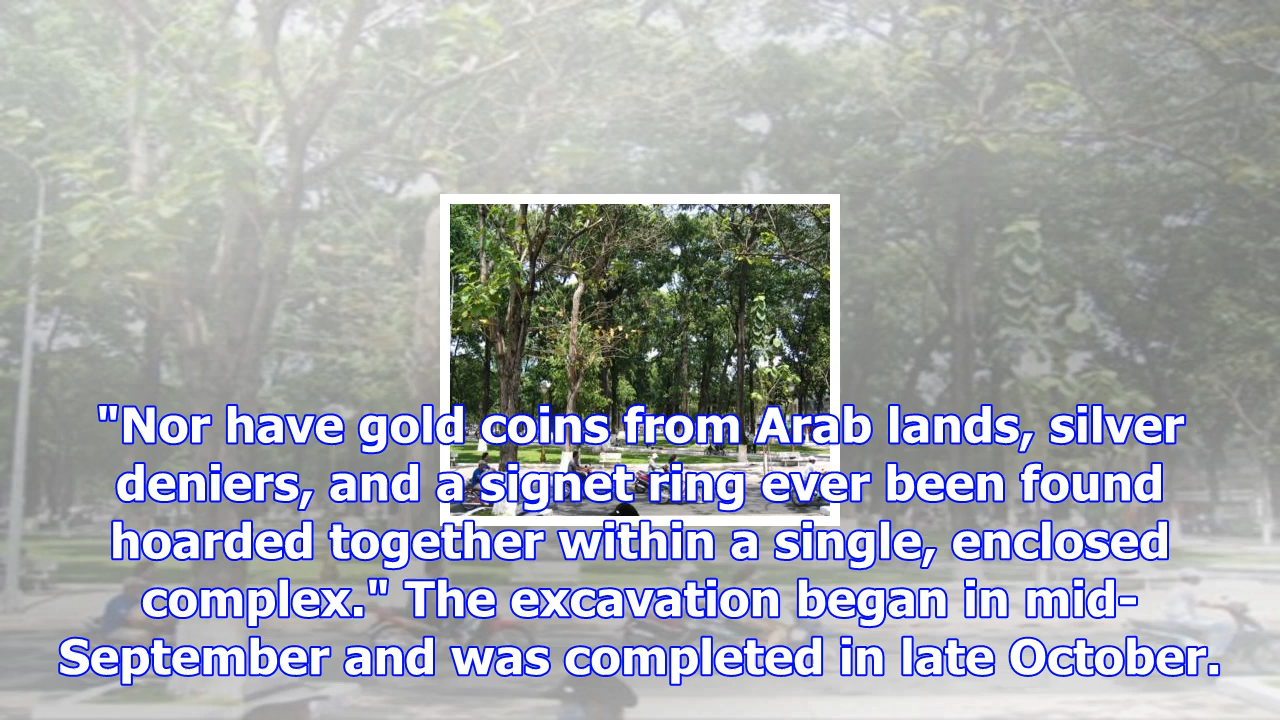 "Nor have gold coins from Arab lands, silver
deniers, and a signet ring ever been found
hoarded together within a single, enclosed
complex." The excavation began in mid-
September and was completed in late October.